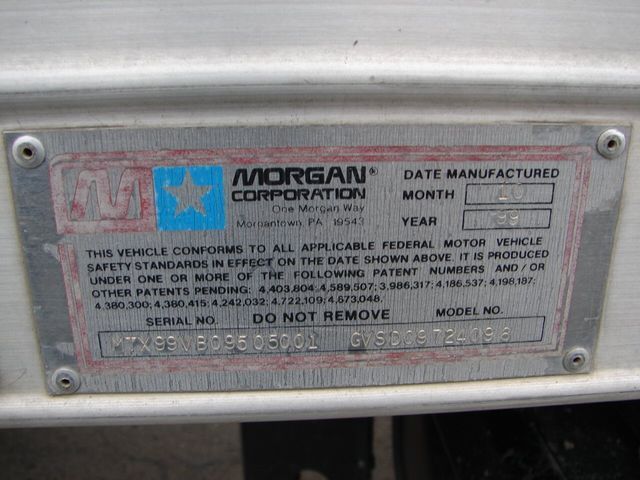 MORGAN®
CORPORATION
One Morgan Way
Morgantown, PA 19543
DATE MANUFACTURED
MONTH 10
YEAR 99
THIS VEHICLE CONFORMS TO ALL APPLICABLE FEDERAL MOTOR VEHICLE
SAFETY STANDARDS IN EFFECT ON THE DATE SHOWN ABOVE. IT IS PRODUCED
UNDER ONE OR MORE OF THE FOLLOWING PATENT NUMBERS AND/OR
OTHER PATENTS PENDING: 4,403,804; 4,589,507; 3,986,317; 4,186,537; 4,198,187;
4,380,300; 4,380,415; 4,242,032; 4,722,109; 4,673,048.
SERIAL NO. DO NOT REMOVE MODEL NO.
MTX99VB09505001 GVSD09724098